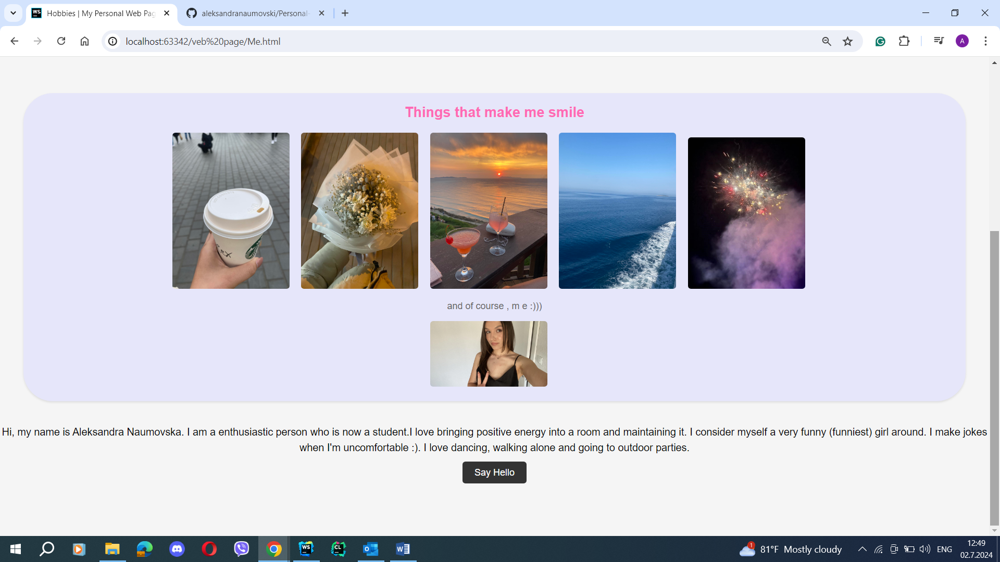 Hobbies | My Personal Web Pag
aleksandranaumovski/Personal-
localhost:63342/veb%20page/Me.html
A
Things that make me smile
and of course , m e :)))
Hi, my name is Aleksandra Naumovska. I am a enthusiastic person who is now a student.I love bringing positive energy into a room and maintaining it. I consider myself a very funny (funniest) girl around. I make jokes
when I'm uncomfortable :). I love dancing, walking alone and going to outdoor parties.
Say Hello
WS
CL
1
81°F Mostly cloudy
ENG
12:49
02.7.2024